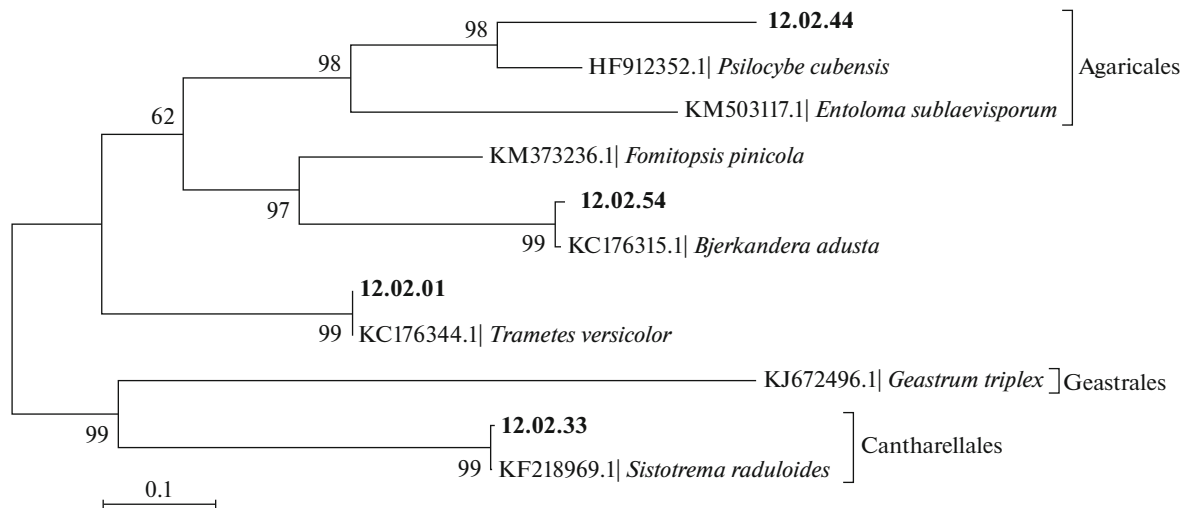 12.02.44
98
HF912352.1| Psilocybe cubensis
98
Agaricales
KM503117.1| Entoloma sublaevisporum
62
KM373236.1| Fomitopsis pinicola
12.02.54
97
99
KC176315.1| Bjerkandera adusta
12.02.01
99
KC176344.1| Trametes versicolor
KJ672496.1| Geastrum triplex
Geastrales
12.02.33
99
Cantharellales
99
KF218969.1| Sistotrema raduloides
0.1